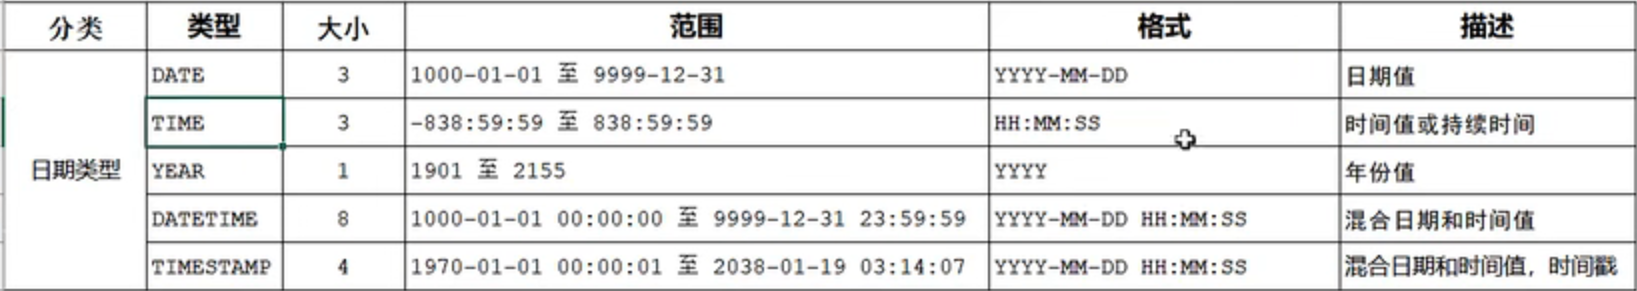 分类 类型 大小 范围 格式 描述
DATE 3 1000-01-01 至 9999-12-31 YYYY-MM-DD 日期值
TIME 3 -838:59:59 至 838:59:59 HH:MM:SS 时间值或持续时间
日期类型 YEAR 1 1901 至 2155 YYYY 年份值
DATETIME 8 1000-01-01 00:00:00 至 9999-12-31 23:59:59 YYYY-MM-DD HH:MM:SS 混合日期和时间值
TIMESTAMP 4 1970-01-01 00:00:01 至 2038-01-19 03:14:07 YYYY-MM-DD HH:MM:SS 混合日期和时间值，时间戳